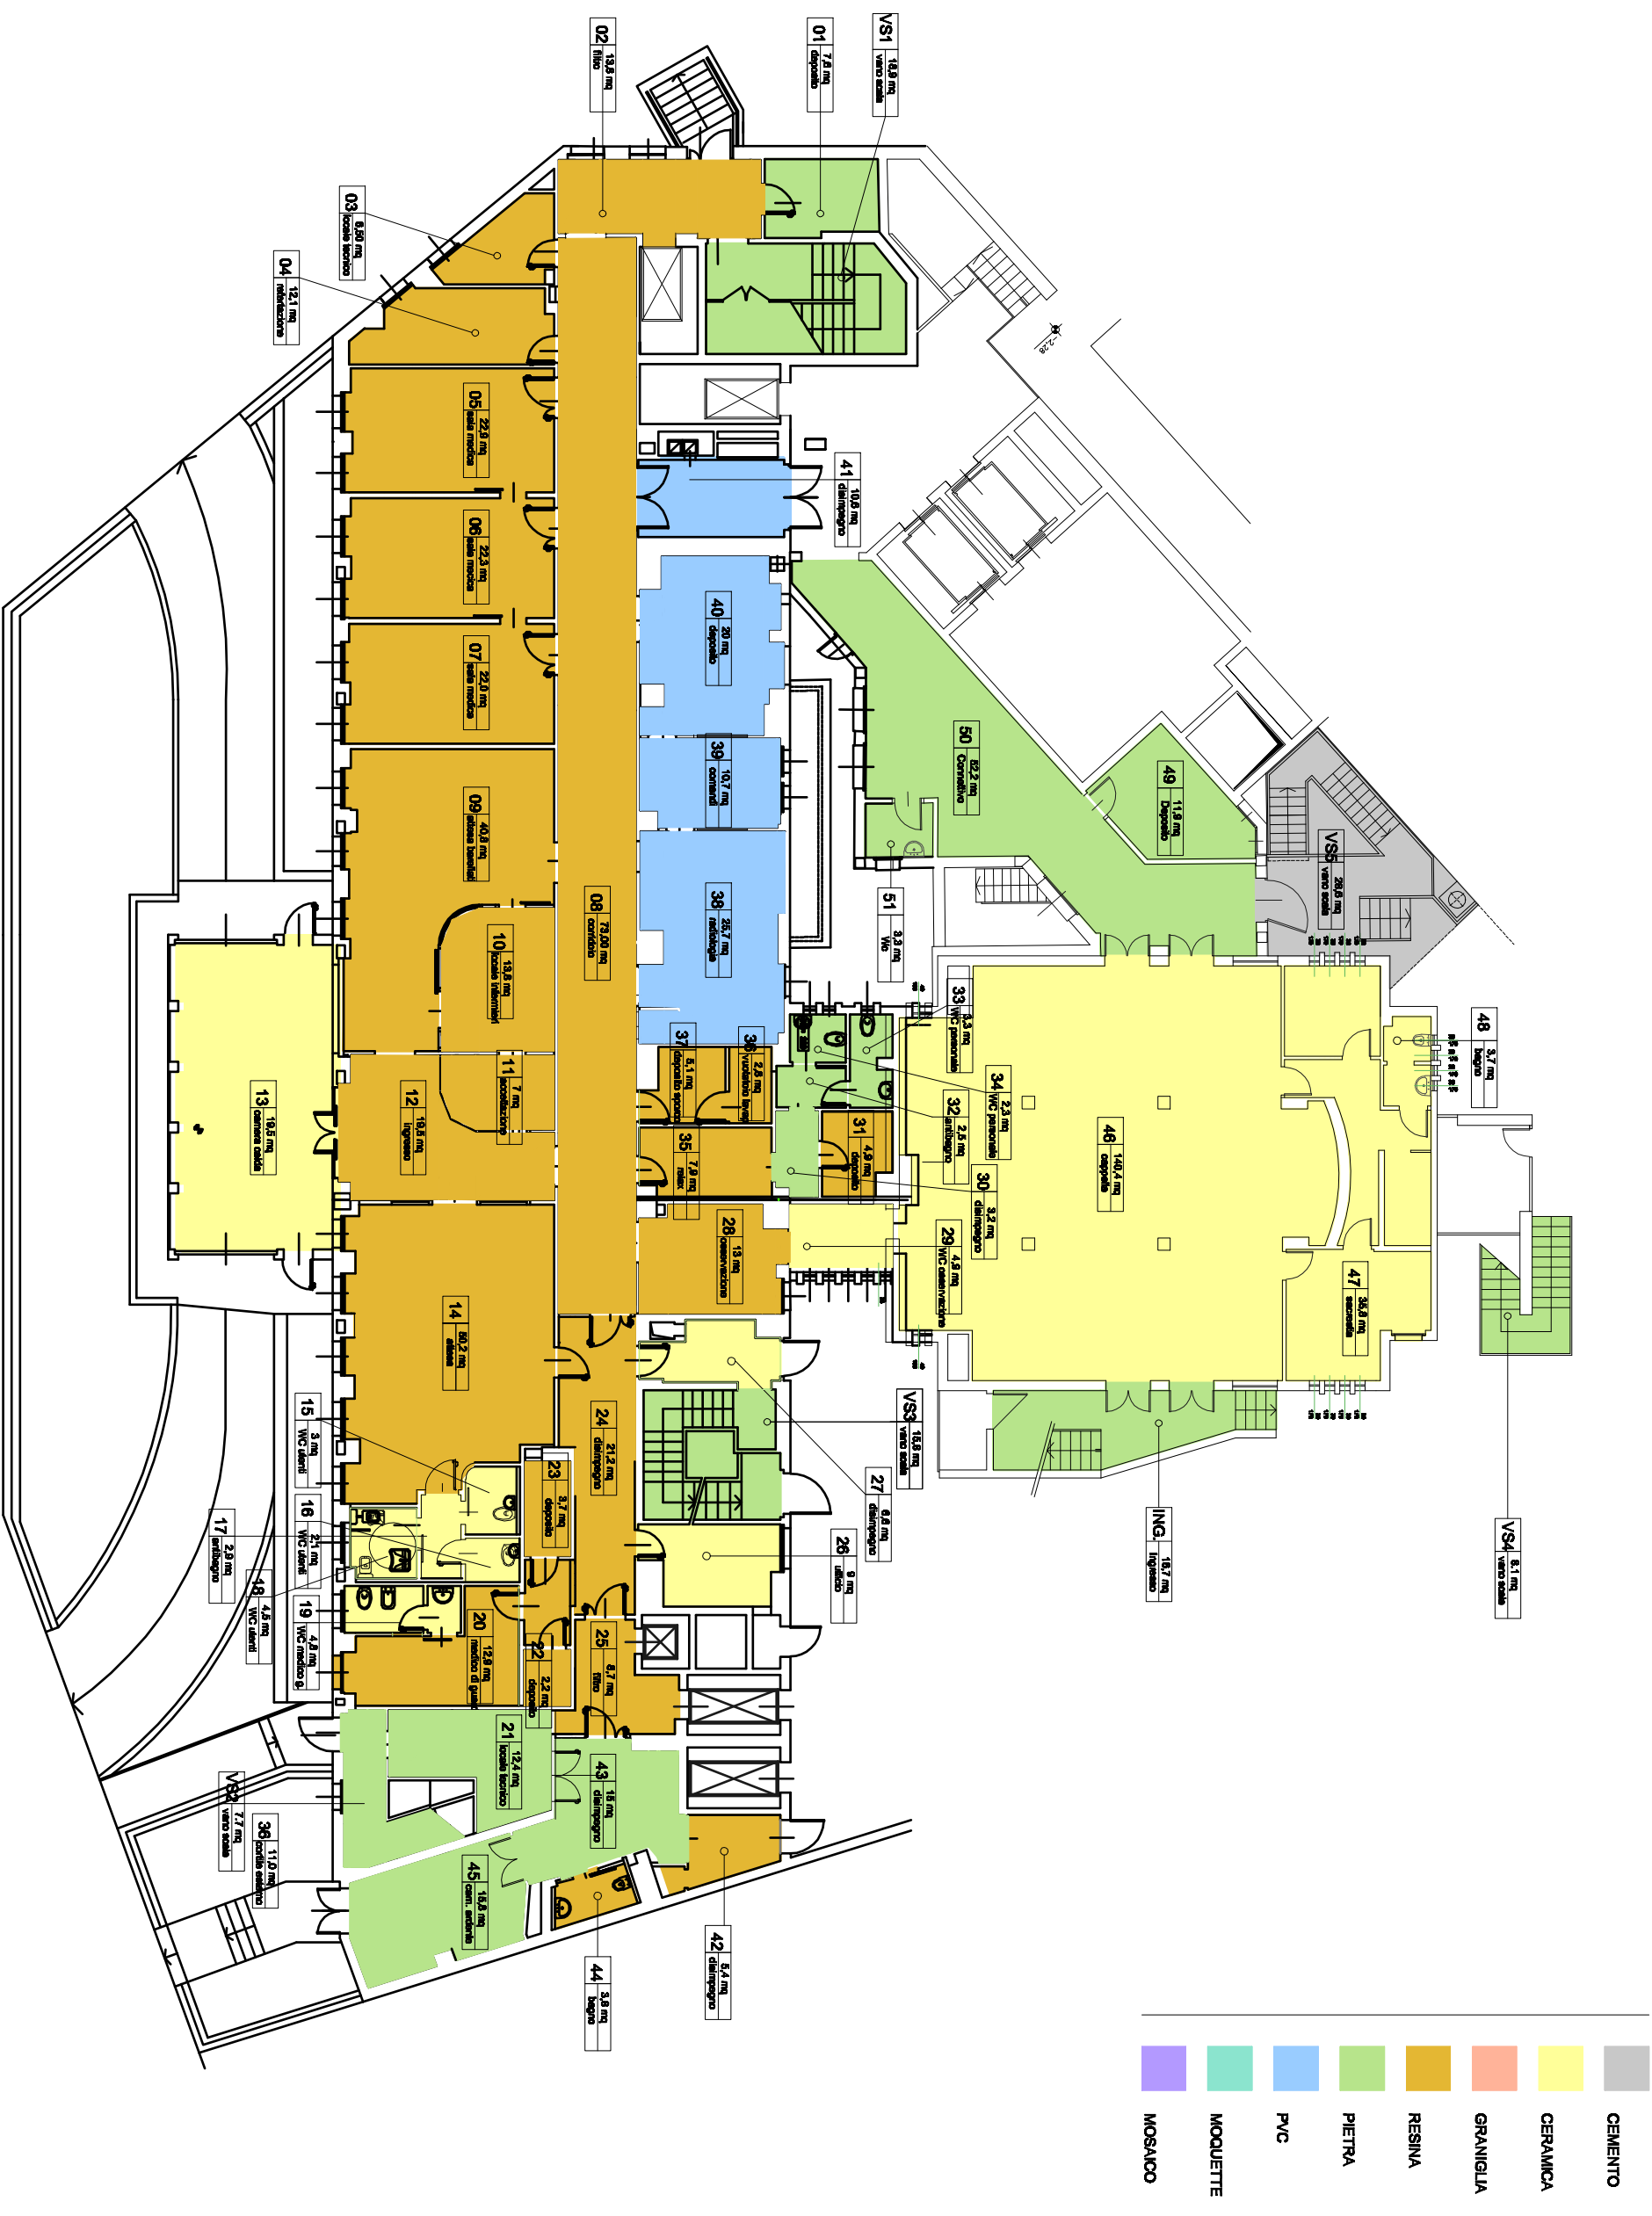 VS1
18,9 mq
vano scala
01
7,6 mq
deposito
02
13,8 mq
filtro
03
6,50 mq
locale tecnico
04
12,1 mq
refertazione
05
22,9 mq
sala medica
06
22,3 mq
sala medica
07
22,0 mq
sala medica
08
73,00 mq
corridoio
09
40,8 mq
attesa barellati
10
13,8 mq
locale infermieri
11
7 mq
accettazione
12
19,5 mq
ingresso
13
19,5 mq
camera calda
14
50,2 mq
attesa
15
3 mq
WC utenti
16
2,1 mq
WC utenti
17
2,9 mq
antibagno
18
4,5 mq
WC utenti
19
4,8 mq
WC medico g.
20
12,9 mq
medico di guar
21
12,4 mq
locale tecnico
22
2,2 mq
deposito
23
3,7 mq
deposito
24
21,2 mq
disimpegno
25
8,7 mq
filtro
26
9 mq
ufficio
27
6,6 mq
disimpegno
28
13 mq
osservazione
29
4,9 mq
WC osservazione
30
3,2 mq
disimpegno
31
4,9 mq
deposito
32
2,5 mq
antibagno
33
3,3 mq
WC personale
34
2,3 mq
WC personale
35
7,9 mq
relax
36
2,8 mq
vuotatoio lavap
37
5,1 mq
deposito sporco
38
25,7 mq
radiologia
39
10,7 mq
comandi
40
20 mq
deposito
41
10,6 mq
disimpegno
42
5,4 mq
disimpegno
43
15 mq
disimpegno
44
3,8 mq
bagno
45
15,8 mq
cam. ardente
46
140,4 mq
cappella
47
35,8 mq
sacrestia
48
3,7 mq
bagno
49
11,9 mq
Deposito
50
52,2 mq
Connettivo
51
3,3 mq
Wc
VS2
7.7 mq
vano scala
36
11,0 mq
cortile esterno
VS3
15,8 mq
vano scala
VS4
8.1 mq
vano scala
VS5
28,6 mq
vano scala
ING.
15,7 mq
Ingresso
-2,28
CEMENTO
CERAMICA
GRANIGLIA
RESINA
PIETRA
PVC
MOQUETTE
MOSAICO